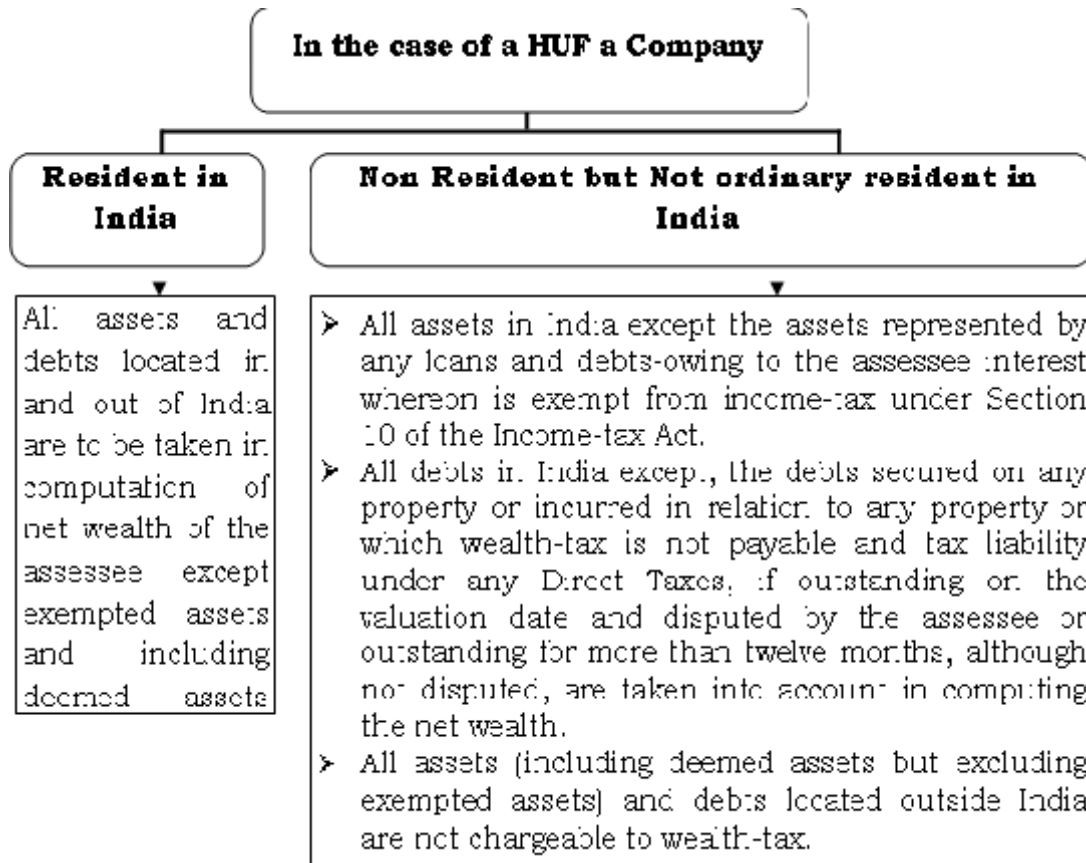 In the case of a HUF a Company
Resident in
India
Non Resident but Not ordinary resident in
India
All assets and
debts located in
and out of India
are to be taken in
computation of
net wealth of the
assessee except
exempted assets
and including
deemed assets
➤ All assets in India except the assets represented by
any loans and debts-owing to the assessee interest
whereon is exempt from income-tax under Section
10 of the Income-tax Act.
➤ All debts in India except, the debts secured on any
property or incurred in relation to any property on
which wealth-tax is not payable and tax liability
under any Direct Taxes, if outstanding on the
valuation date and disputed by the assessee or
outstanding for more than twelve months, although
not disputed, are taken into account in computing
the net wealth.
➤ All assets (including deemed assets but excluding
exempted assets) and debts located outside India
are not chargeable to wealth-tax.